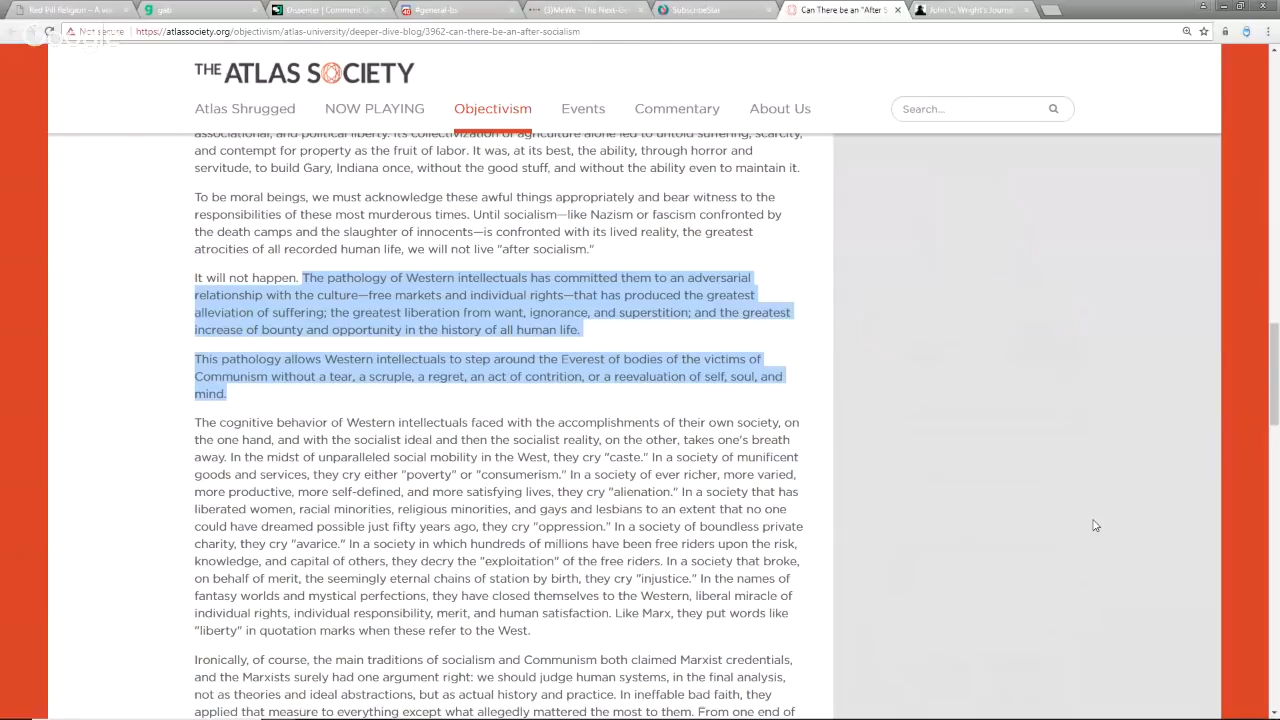 Red Pill Religion – A
gab
Dispenter | Comment
#general-bs
(3)MeWe - The Next-Ge
SubscribeStar
Can There be an "After S
John C. Wright's Journal
Not secure
https://atlassociety.org/objectivism/atlas-university/deeper-dive-blog/3962-can-there-be-an-after-socialism
THE ATLAS SOCIETY
Atlas Shrugged NOW PLAYING Objectivism Events Commentary About Us Search...
associational, and political liberty. Its collectivization of agriculture alone led to untold suffering, scarcity,
and contempt for property as the fruit of labor. It was, at its best, the ability, through horror and
servitude, to build Gary, Indiana once, without the good stuff, and without the ability even to maintain it.
To be moral beings, we must acknowledge these awful things appropriately and bear witness to the
responsibilities of these most murderous times. Until socialism—like Nazism or fascism confronted by
the death camps and the slaughter of innocents—is confronted with its lived reality, the greatest
atrocities of all recorded human life, we will not live "after socialism."
It will not happen. The pathology of Western intellectuals has committed them to an adversarial
relationship with the culture—free markets and individual rights—that has produced the greatest
alleviation of suffering; the greatest liberation from want, ignorance, and superstition; and the greatest
increase of bounty and opportunity in the history of all human life.
This pathology allows Western intellectuals to step around the Everest of bodies of the victims of
Communism without a tear, a scruple, a regret, an act of contrition, or a reevaluation of self, soul, and
mind.
The cognitive behavior of Western intellectuals faced with the accomplishments of their own society, on
the one hand, and with the socialist ideal and then the socialist reality, on the other, takes one's breath
away. In the midst of unparalleled social mobility in the West, they cry "caste." In a society of munificent
goods and services, they cry either "poverty" or "consumerism." In a society of ever richer, more varied,
more productive, more self-defined, and more satisfying lives, they cry "alienation." In a society that has
liberated women, racial minorities, religious minorities, and gays and lesbians to an extent that no one
could have dreamed possible just fifty years ago, they cry "oppression." In a society of boundless private
charity, they cry "avarice." In a society in which hundreds of millions have been free riders upon the risk,
knowledge, and capital of others, they decry the "exploitation" of the free riders. In a society that broke,
on behalf of merit, the seemingly eternal chains of station by birth, they cry "injustice." In the names of
fantasy worlds and mystical perfections, they have closed themselves to the Western, liberal miracle of
individual rights, individual responsibility, merit, and human satisfaction. Like Marx, they put words like
"liberty" in quotation marks when these refer to the West.
Ironically, of course, the main traditions of socialism and Communism both claimed Marxist credentials,
and the Marxists surely had one argument right: we should judge human systems, in the final analysis,
not as theories and ideal abstractions, but as actual history and practice. In ineffable bad faith, they
applied that measure to everything except what allegedly mattered the most to them. From one end of